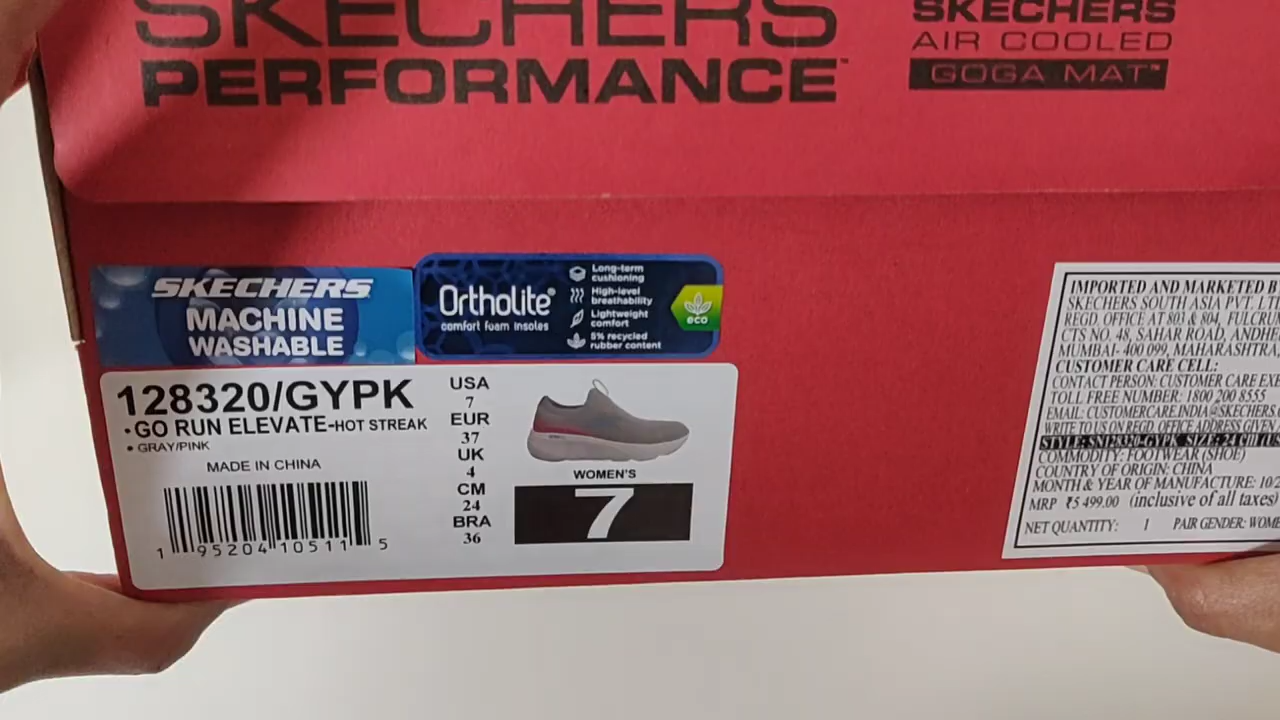 SKECHERS
PERFORMANCE™
SKECHERS
AIR COOLED
GOGA MAT™
SKECHERS
MACHINE
WASHABLE
OrthoLite®
comfort foam insoles
Long-term
cushioning
High-level
breathability
Lightweight
comfort
5% recycled
rubber content
eco
128320/GYPK
• GO RUN ELEVATE-HOT STREAK
• GRAY/PINK
MADE IN CHINA
1 95204 10511 5
USA
7
EUR
37
UK
4
CM
24
BRA
36
WOMEN'S
7
IMPORTED AND MARKETED B
SKECHERS SOUTH ASIA PVT. LT
REGD. OFFICE AT 803 & 804, FULCRU
CTS NO. 48, SAHAR ROAD, ANDHE
MUMBAI- 400 099, MAHARASHTRA
CUSTOMER CARE CELL:
CONTACT PERSON: CUSTOMER CARE EXE
TOLL FREE NUMBER: 1800 200 8555
EMAIL: CUSTOMERCARE.INDIA@SKECHERS.
WRITE TO US ON REGD. OFFICE ADDRESS GIVEN
STYLE: SN128320-GYPK SIZE: 24 CM (US
COMMODITY: FOOTWEAR (SHOE)
COUNTRY OF ORIGIN: CHINA
MONTH & YEAR OF MANUFACTURE: 10/2
MRP ₹5 499.00 (inclusive of all taxes)
NET QUANTITY: 1 PAIR GENDER: WOME